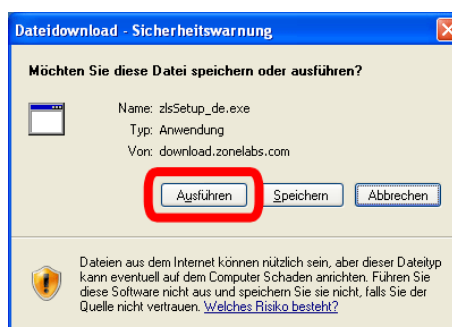 Dateidownload - Sicherheitswarnung
Möchten Sie diese Datei speichern oder ausführen?
Name: zlsSetup_de.exe
Typ: Anwendung
Von: download.zonelabs.com
Ausführen Speichern Abbrechen
Dateien aus dem Internet können nützlich sein, aber dieser Dateityp
kann eventuell auf dem Computer Schaden anrichten. Führen Sie
diese Software nicht aus und speichern Sie sie nicht, falls Sie der
Quelle nicht vertrauen. Welches Risiko besteht?